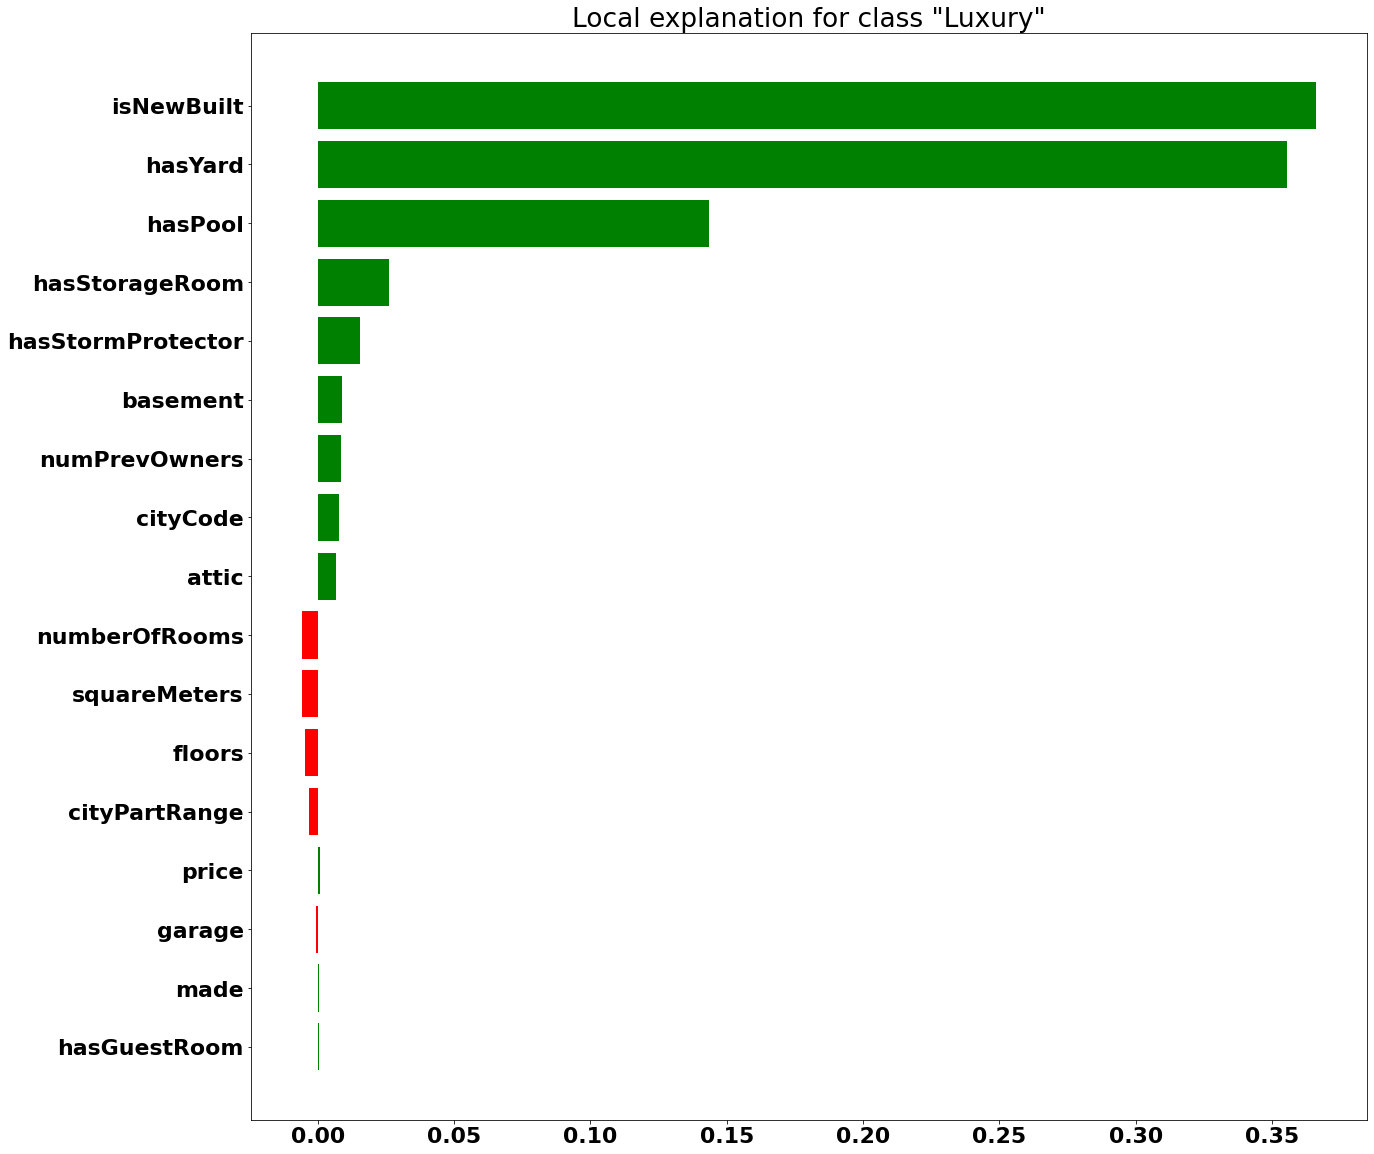 Local explanation for class "Luxury"
isNewBuilt
hasYard
hasPool
hasStorageRoom
hasStormProtector
basement
numPrevOwners
cityCode
attic
numberOfRooms
squareMeters
floors
cityPartRange
price
garage
made
hasGuestRoom
0.00 0.05 0.10 0.15 0.20 0.25 0.30 0.35